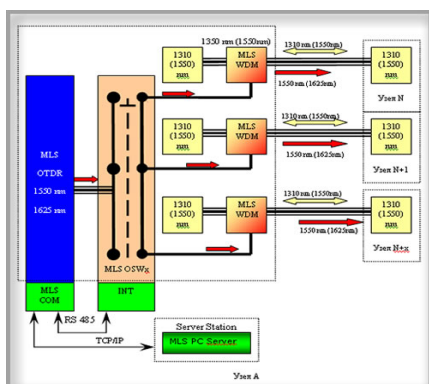 1350 nm (1550nm)
1310 (1550) nm
MLS WDM
1310 nm (1550nm)
1550 nm (1625nm)
1310 (1550) nm
Узел N
MLS OTDR 1550 nm 1625 nm
1310 (1550) nm
MLS WDM
1310 nm (1550nm)
1550 nm (1625nm)
1310 (1550) nm
Узел N+1
1310 (1550) nm
MLS WDM
1310 nm (1550nm)
1550 nm (1625nm)
1310 (1550) nm
Узел N+x
MLS OSWx
MLS COM
INT
RS 485
TCP/IP
Server Station
MLS PC Server
Узел A